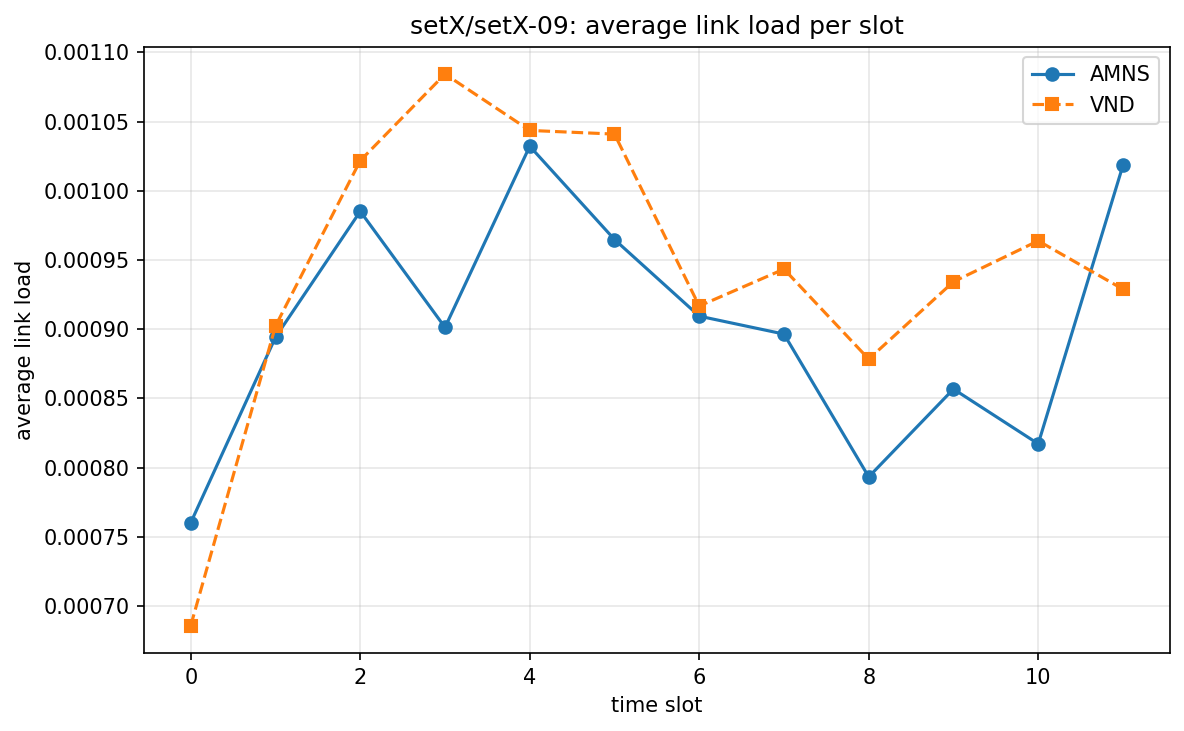 setX/setX-09: average link load per slot
AMNS
VND
average link load
0.00110
0.00105
0.00100
0.00095
0.00090
0.00085
0.00080
0.00075
0.00070
0 2 4 6 8 10
time slot